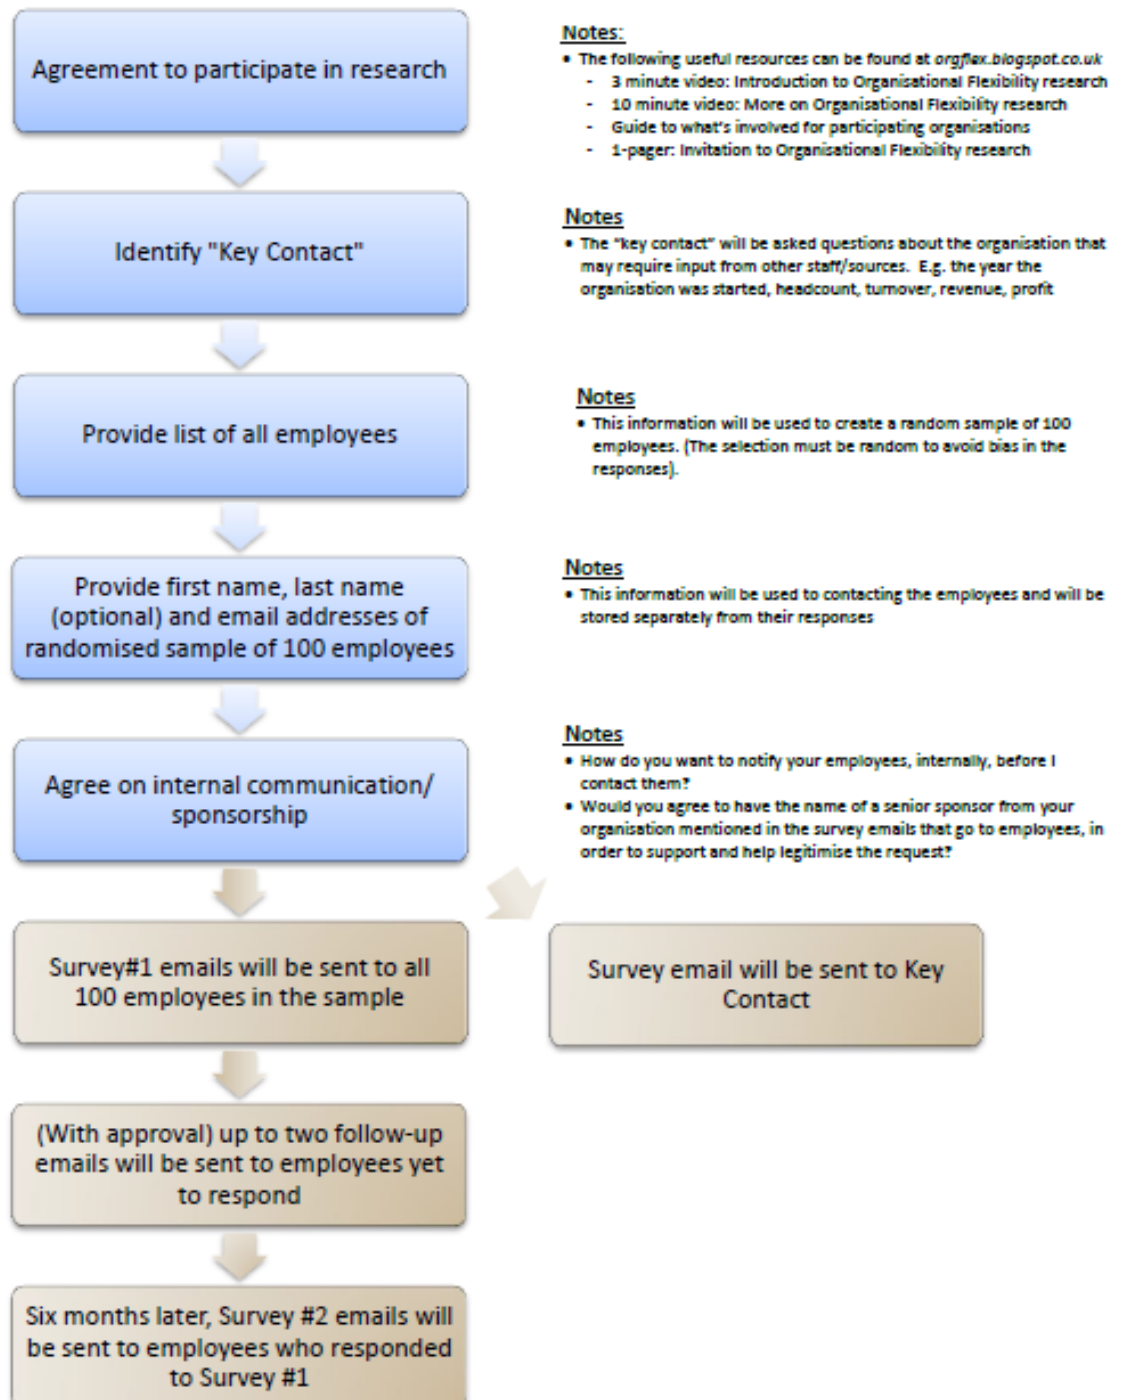 Agreement to participate in research
Notes:
• The following useful resources can be found at orgflex.blogspot.co.uk
- 3 minute video: Introduction to Organisational Flexibility research
- 10 minute video: More on Organisational Flexibility research
- Guide to what's involved for participating organisations
- 1-pager: Invitation to Organisational Flexibility research
Identify "Key Contact"
Notes
• The "key contact" will be asked questions about the organisation that
may require input from other staff/sources. E.g. the year the
organisation was started, headcount, turnover, revenue, profit
Provide list of all employees
Notes
• This information will be used to create a random sample of 100
employees. (The selection must be random to avoid bias in the
responses).
Provide first name, last name
(optional) and email addresses of
randomised sample of 100 employees
Notes
• This information will be used to contacting the employees and will be
stored separately from their responses
Agree on internal communication/
sponsorship
Notes
• How do you want to notify your employees, internally, before I
contact them?
• Would you agree to have the name of a senior sponsor from your
organisation mentioned in the survey emails that go to employees, in
order to support and help legitimise the request?
Survey#1 emails will be sent to all
100 employees in the sample
Survey email will be sent to Key
Contact
(With approval) up to two follow-up
emails will be sent to employees yet
to respond
Six months later, Survey #2 emails will
be sent to employees who responded
to Survey #1